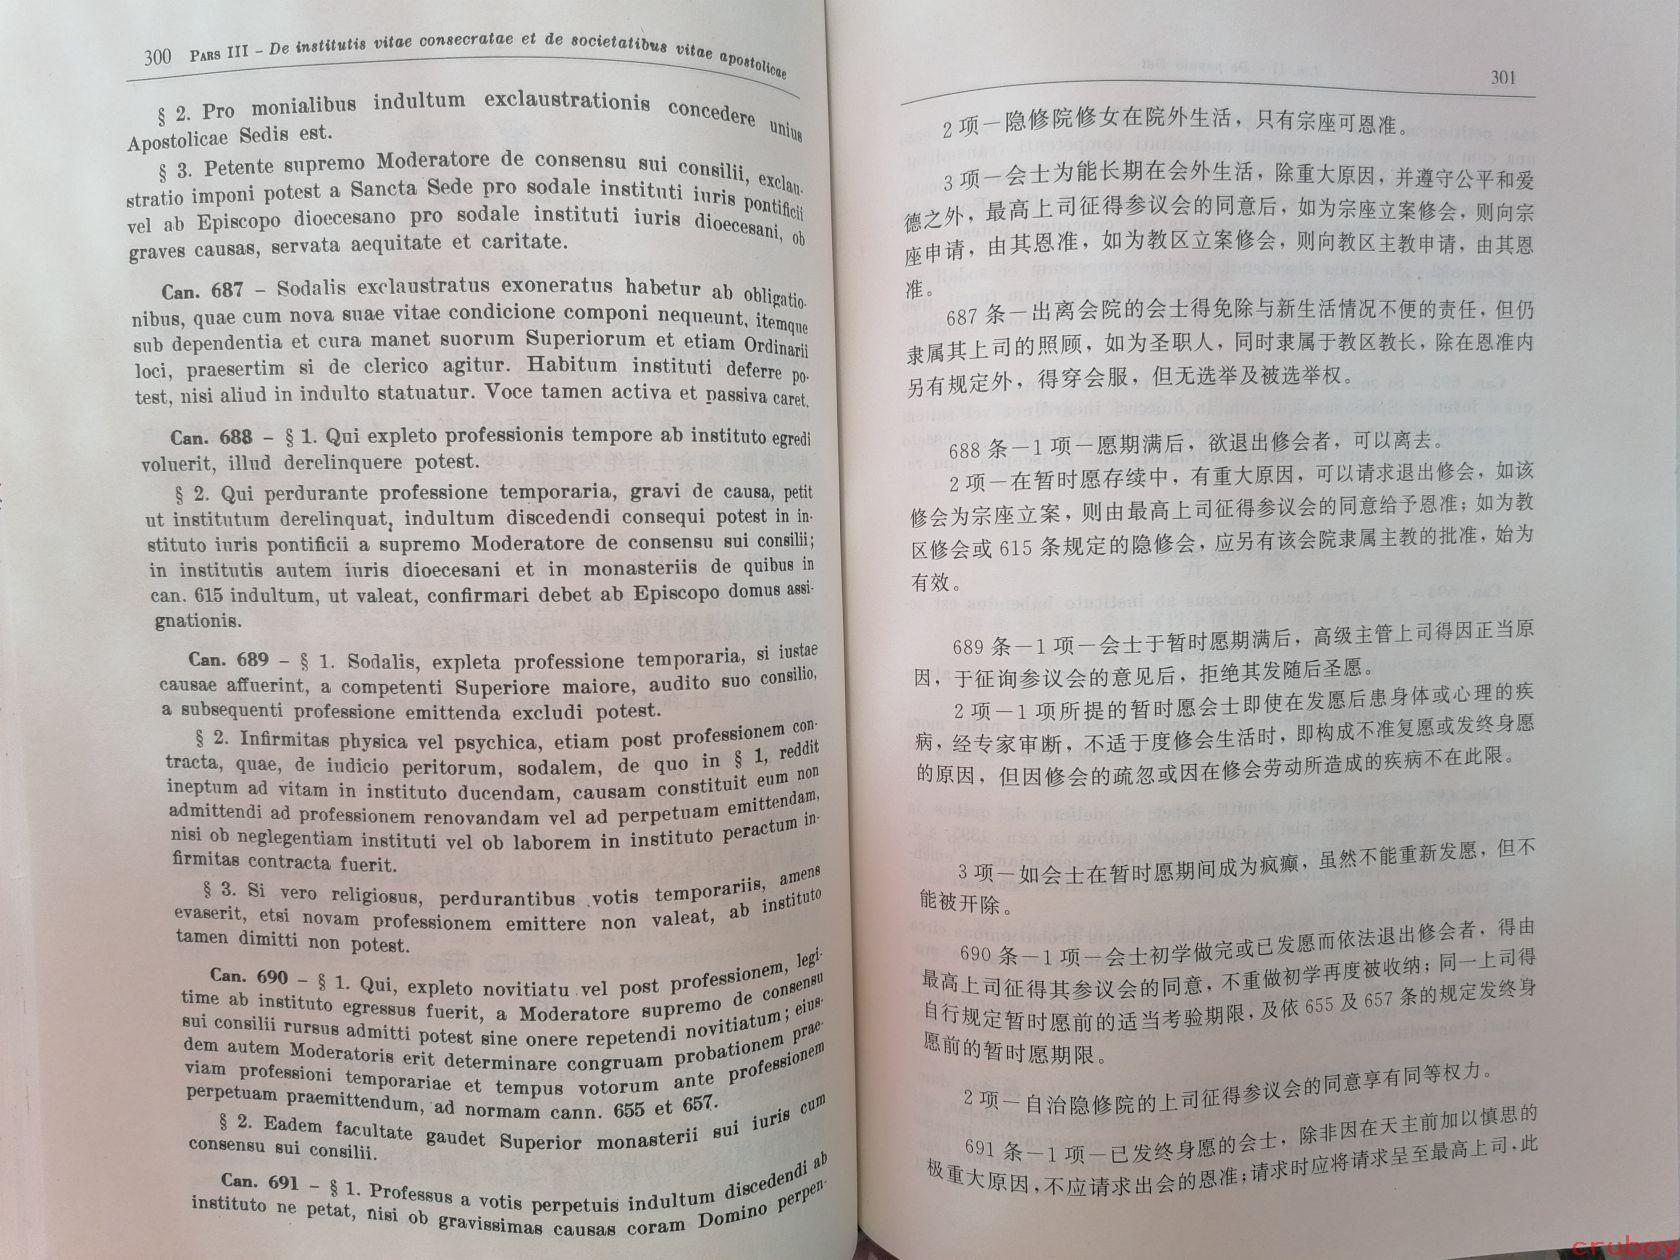 300 PARS III – De institutis vitae consecratae et de societatibus vitae apostolicae
§ 2. Pro monialibus indultum exclaustrationis concedere unius
Apostolicae Sedis est.
§ 3. Petente supremo Moderatore de consensu sui consilii, exclau-
stratio imponi potest a Sancta Sede pro sodale instituti iuris pontificii
vel ab Episcopo dioecesano pro sodale instituti iuris dioecesani, ob
graves causas, servata aequitate et caritate.
Can. 687 – Sodalis exclaustratus exoneratus habetur ab obligatio-
nibus, quae cum nova suae vitae condicione componi nequeunt, itemque
sub dependentia et cura manet suorum Superiorum et etiam Ordinarii
loci, praesertim si de clerico agitur. Habitum instituti deferre po-
test, nisi aliud in indulto statuatur. Voce tamen activa et passiva caret.
Can. 688 – § 1. Qui expleto professionis tempore ab instituto egredi
voluerit, illud derelinquere potest.
§ 2. Qui perdurante professione temporaria, gravi de causa, petit
ut institutum derelinquat, indultum discedendi consequi potest in in-
stituto iuris pontificii a supremo Moderatore de consensu sui consilii;
in institutis autem iuris dioecesani et in monasteriis de quibus in
can. 615 indultum, ut valeat, confirmari debet ab Episcopo domus assi-
gnationis.
Can. 689 – § 1. Sodalis, expleta professione temporaria, si iustae
causae affuerint, a competenti Superiore maiore, audito suo consilio,
a subsequenti professione emittenda excludi potest.
§ 2. Infirmitas physica vel psychica, etiam post professionem con-
tracta, quae, de iudicio peritorum, sodalem, de quo in § 1, reddit
ineptum ad vitam in instituto ducendam, causam constituit eum non
admittendi ad professionem renovandam vel ad perpetuam emittendam,
nisi ob neglegentiam instituti vel ob laborem in instituto peractum in-
firmitas contracta fuerit.
§ 3. Si vero religiosus, perdurantibus votis temporariis, amens
evaserit, etsi novam professionem emittere non valeat, ab instituto
tamen dimitti non potest.
Can. 690 – § 1. Qui, expleto novitiatu vel post professionem, legi-
time ab instituto egressus fuerit, a Moderatore supremo de consensu
sui consilii rursus admitti potest sine onere repetendi novitiatum; eius-
dem autem Moderatoris erit determinare congruam probationem prae-
viam professioni temporariae et tempus votorum ante professionem
perpetuam praemittendum, ad normam cann. 655 et 657.
§ 2. Eadem facultate gaudet Superior monasterii sui iuris cum
consensu sui consilii.
Can. 691 – § 1. Professus a votis perpetuis indultum discedendi ab
instituto ne petat, nisi ob gravissimas causas coram Domino perpen-
301
2 项－隐修院修女在院外生活，只有宗座可恩准。
3 项－会士为能长期在会外生活，除重大原因，并遵守公平和爱
德之外，最高上司征得参议会的同意后，如为宗座立案修会，则向宗
座申请，由其恩准，如为教区立案修会，则向教区主教申请，由其恩
准。
687 条－出离会院的会士得免除与新生活情况不便的责任，但仍
隶属其上司的照顾，如为圣职人，同时隶属于教区教长，除在恩准内
另有规定外，得穿会服，但无选举及被选举权。
688 条－1 项－愿期满后，欲退出修会者，可以离去。
2 项－在暂时愿存续中，有重大原因，可以请求退出修会，如该
修会为宗座立案，则由最高上司征得参议会的同意给予恩准；如为教
区修会或 615 条规定的隐修会，应另有该会院隶属主教的批准，始为
有效。
689 条－1 项－会士于暂时愿期满后，高级主管上司得因正当原
因，于征询参议会的意见后，拒绝其发随后圣愿。
2 项－1 项所提的暂时愿会士即使在发愿后患身体或心理的疾
病，经专家审断，不适于度修会生活时，即构成不准复愿或发终身愿
的原因，但因修会的疏忽或因在修会劳动所造成的疾病不在此限。
3 项－如会士在暂时愿期间成为疯癫，虽然不能重新发愿，但不
能被开除。
690 条－1 项－会士初学做完或已发愿而依法退出修会者，得由
最高上司征得其参议会的同意，不重做初学再度被收纳；同一上司得
自行规定暂时愿前的适当考验期限，及依 655 及 657 条的规定发终身
愿前的暂时愿期限。
2 项－自治隐修院的上司征得参议会的同意享有同等权力。
691 条－1 项－已发终身愿的会士，除非因在天主前加以慎思的
极重大原因，不应请求出会的恩准；请求时应将请求呈至最高上司，此
cruboy